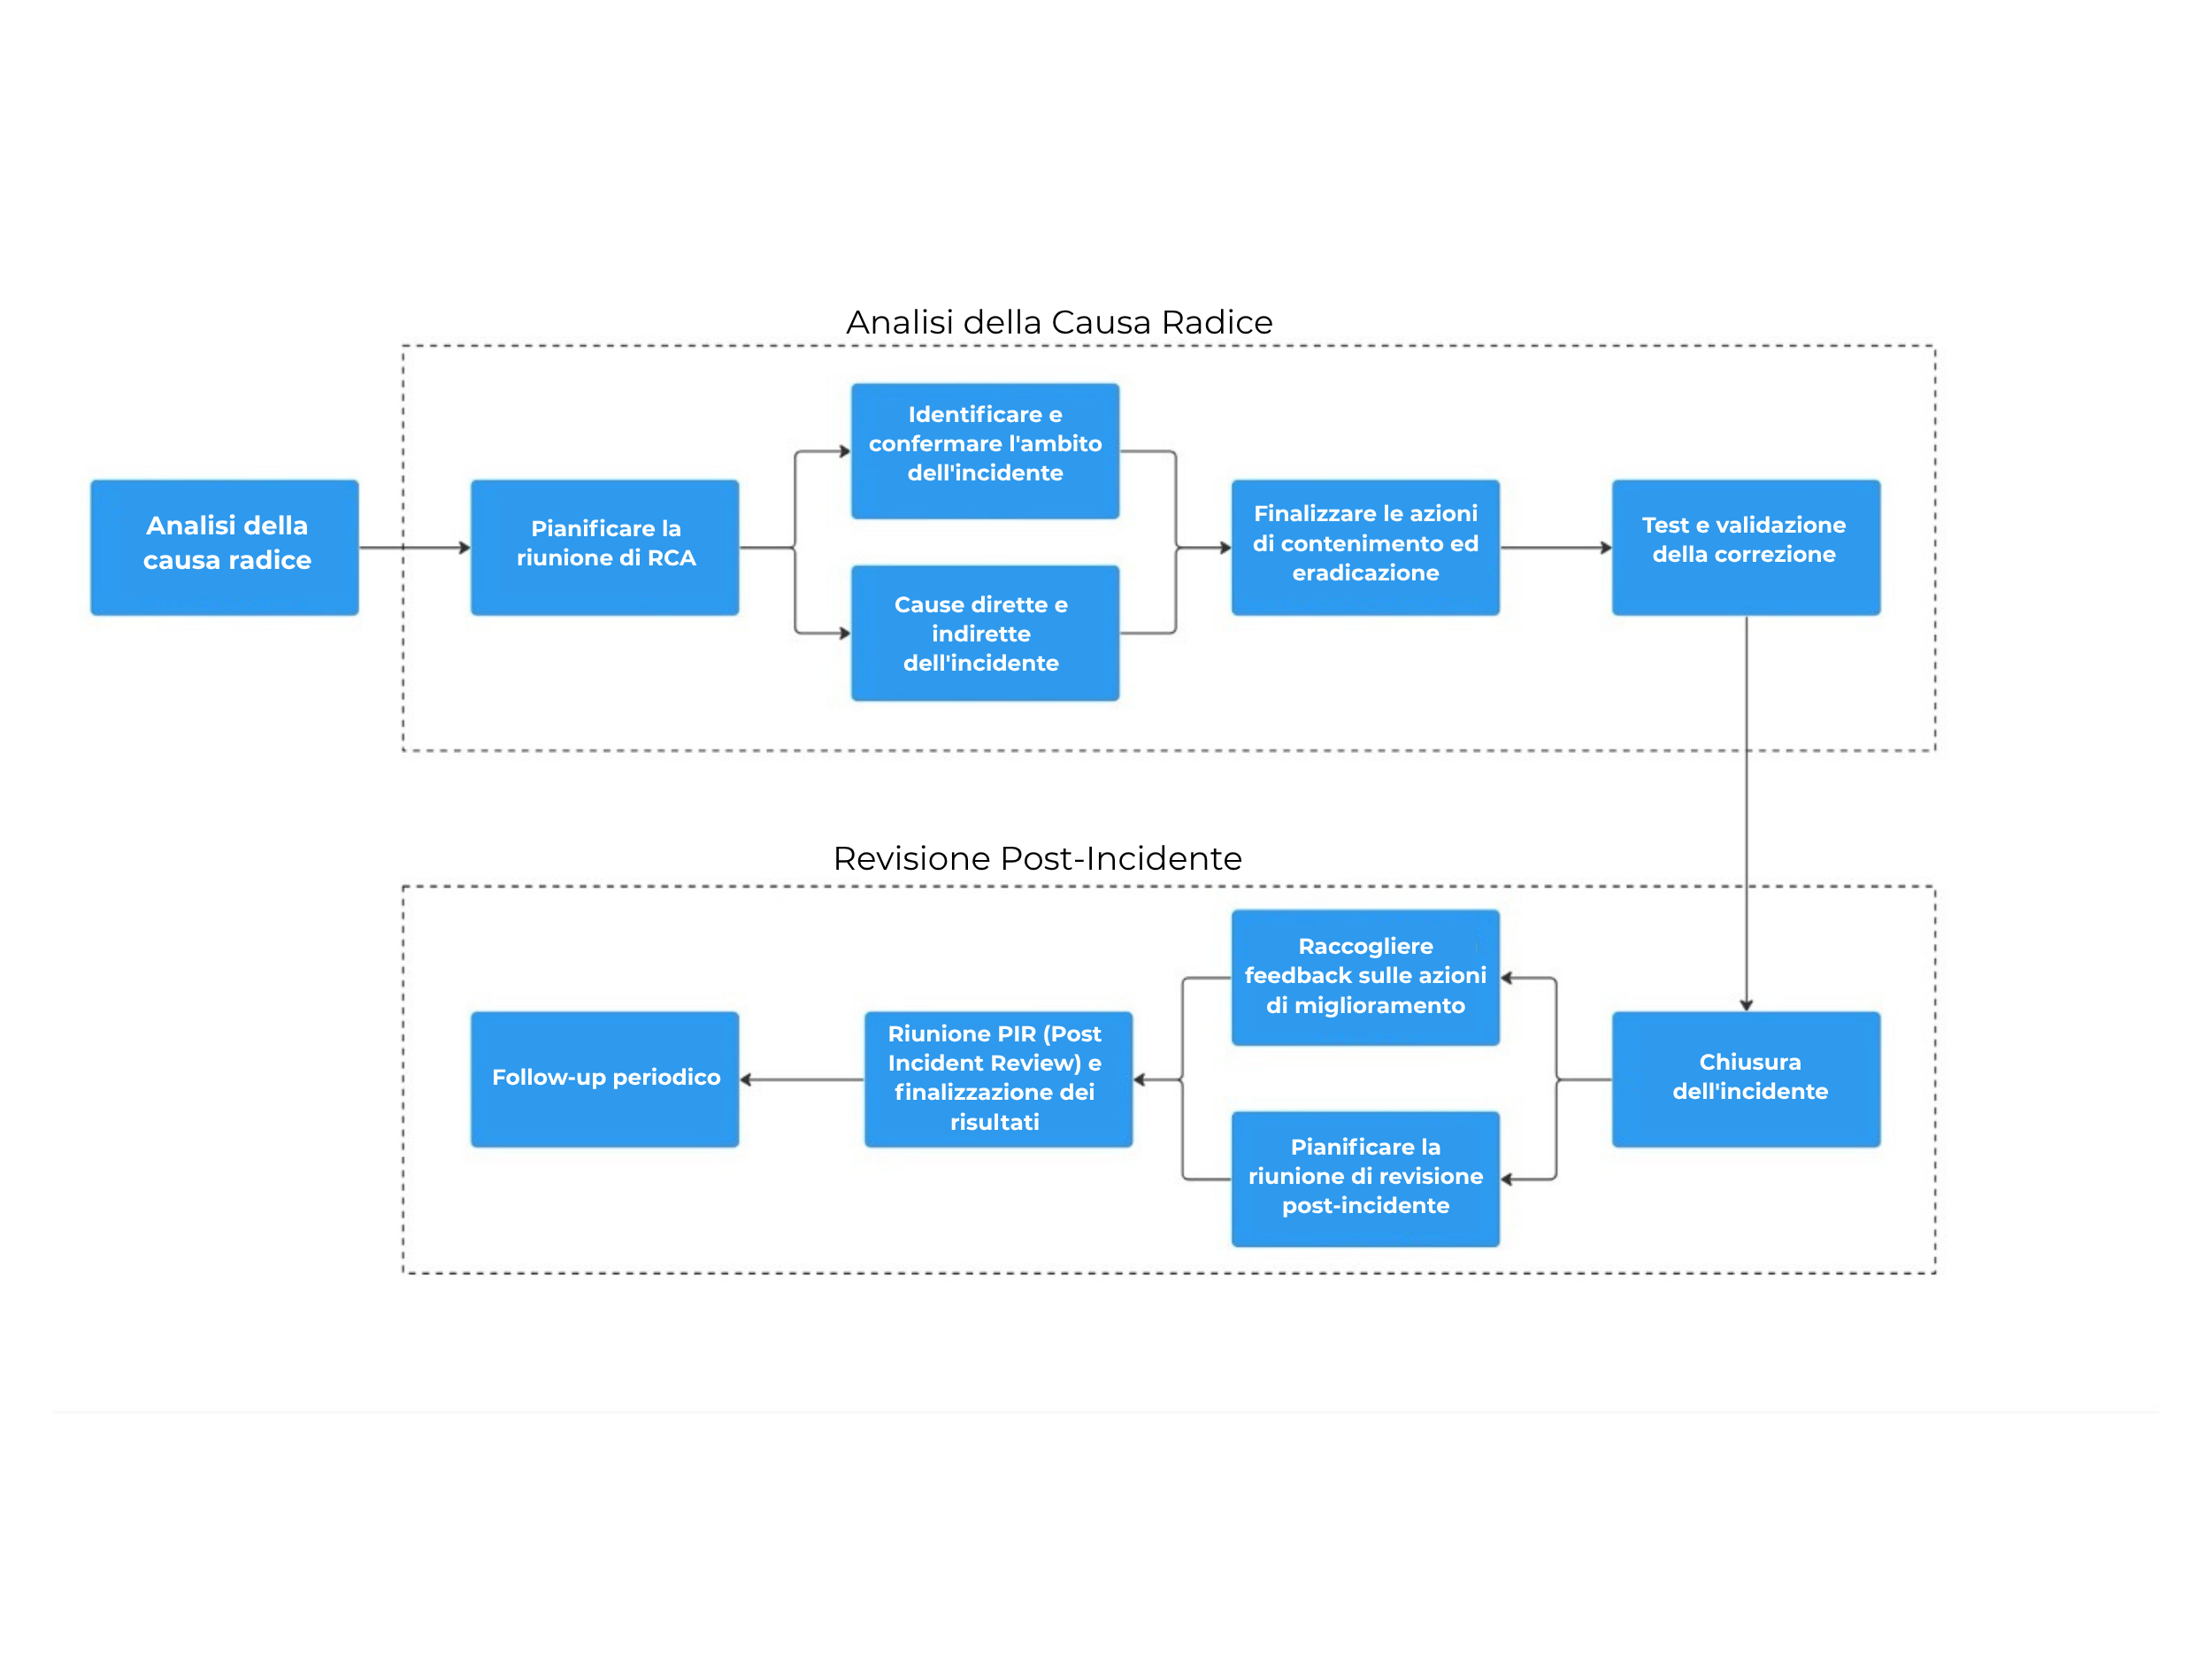 Analisi della Causa Radice
Analisi della
causa radice
Pianificare la
riunione di RCA
Identificare e
confermare l'ambito
dell'incidente
Cause dirette e
indirette
dell'incidente
Finalizzare le azioni
di contenimento ed
eradicazione
Test e validazione
della correzione
Revisione Post-Incidente
Chiusura
dell'incidente
Raccogliere
feedback sulle azioni
di miglioramento
Pianificare la
riunione di revisione
post-incidente
Riunione PIR (Post
Incident Review) e
finalizzazione dei
risultati
Follow-up periodico